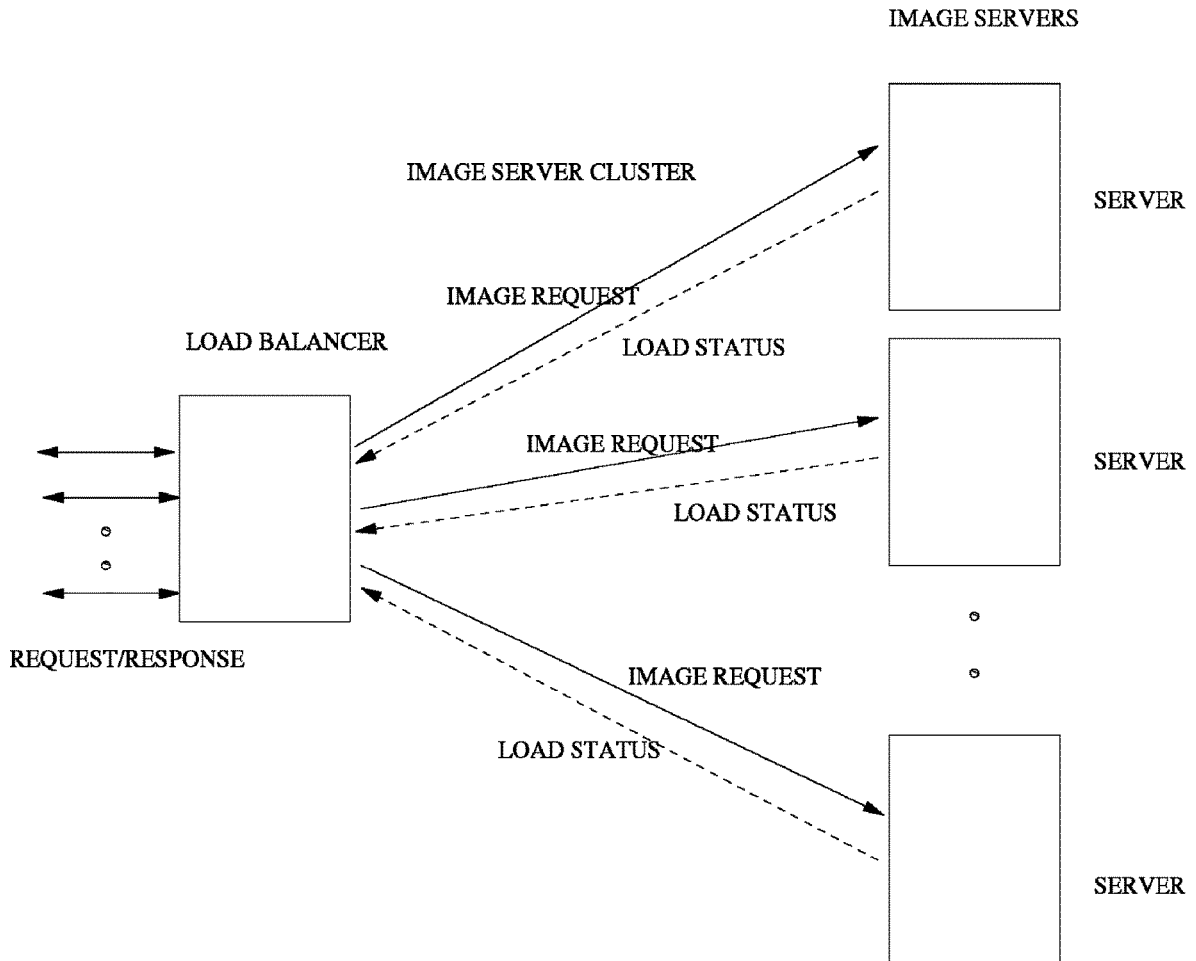 IMAGE SERVERS
IMAGE SERVER CLUSTER
SERVER
IMAGE REQUEST
LOAD BALANCER
LOAD STATUS
IMAGE REQUEST
SERVER
LOAD STATUS
REQUEST/RESPONSE
IMAGE REQUEST
LOAD STATUS
SERVER